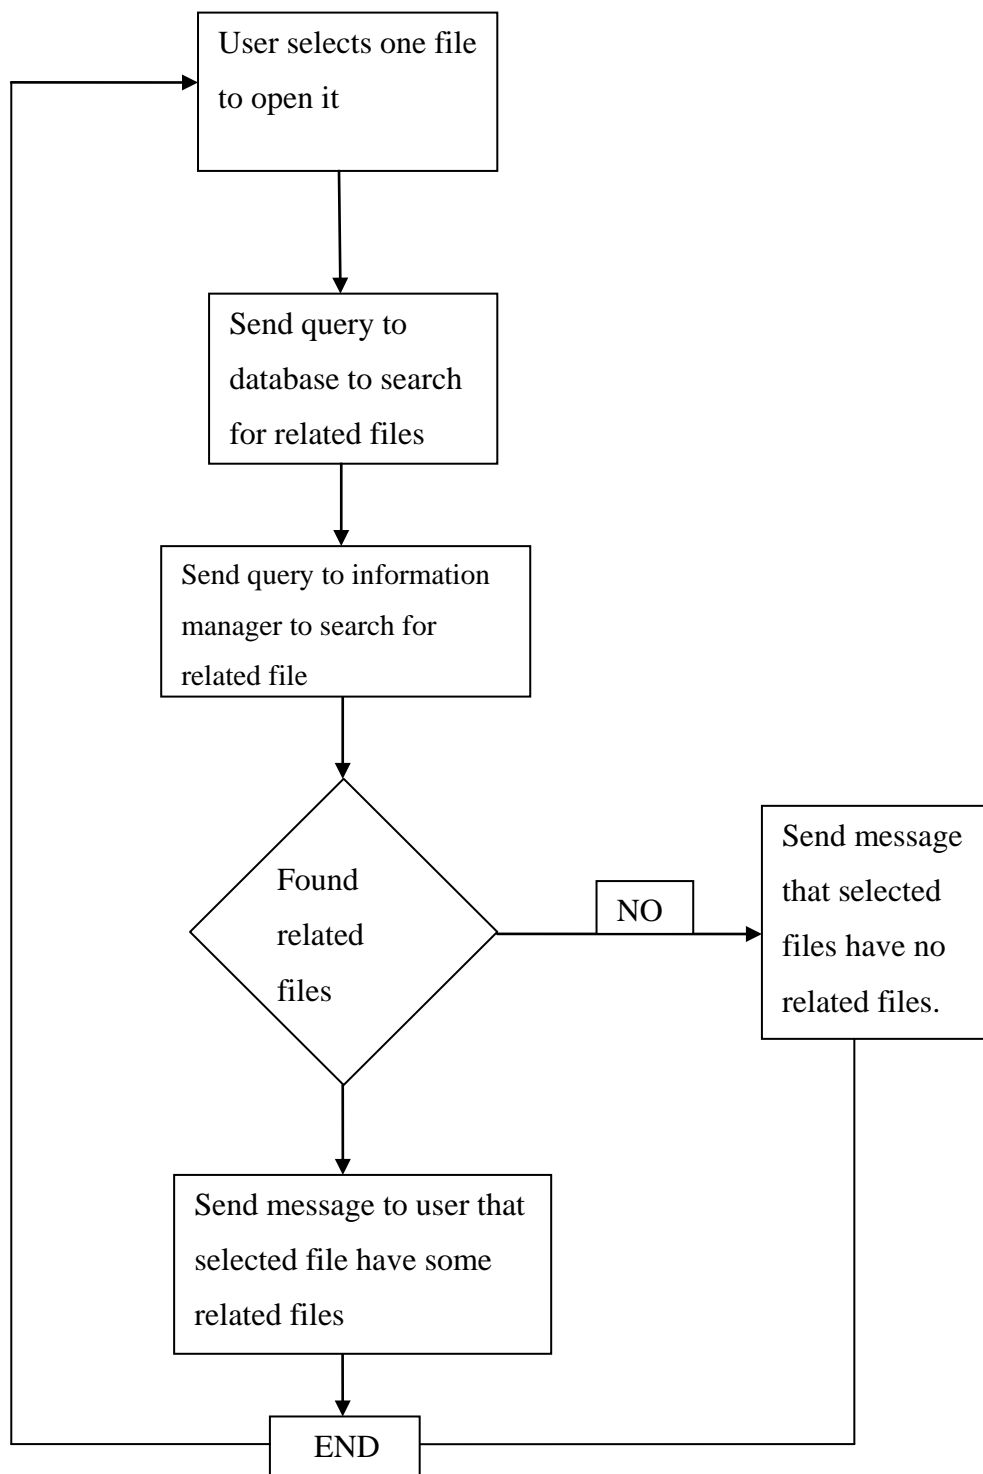 User selects one file
to open it
Send query to
database to search
for related files
Send query to information
manager to search for
related file
Found
related
files
NO
Send message
that selected
files have no
related files.
Send message to user that
selected file have some
related files
END